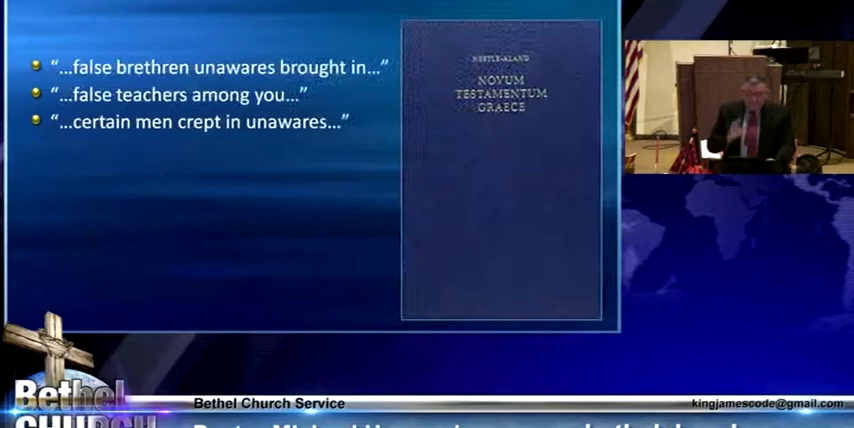 "...false brethren unawares brought in..."
"...false teachers among you..."
"...certain men crept in unawares..."
NESTLE-ALAND
NOVUM
TESTAMENTUM
GRAECE
Bethel
CHURCH
Bethel Church Service
kingjamescode@gmail.com